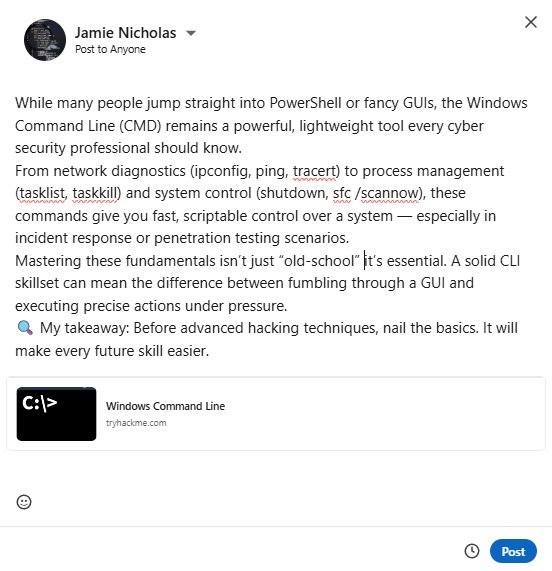 Jamie Nicholas
Post to Anyone
While many people jump straight into PowerShell or fancy GUIs, the Windows
Command Line (CMD) remains a powerful, lightweight tool every cyber
security professional should know.
From network diagnostics (ipconfig, ping, tracert) to process management
(tasklist, taskkill) and system control (shutdown, sfc /scannow), these
commands give you fast, scriptable control over a system — especially in
incident response or penetration testing scenarios.
Mastering these fundamentals isn’t just “old-school” it’s essential. A solid CLI
skillset can mean the difference between fumbling through a GUI and
executing precise actions under pressure.
🔍 My takeaway: Before advanced hacking techniques, nail the basics. It will
make every future skill easier.
C:\>
Windows Command Line
tryhackme.com
Post